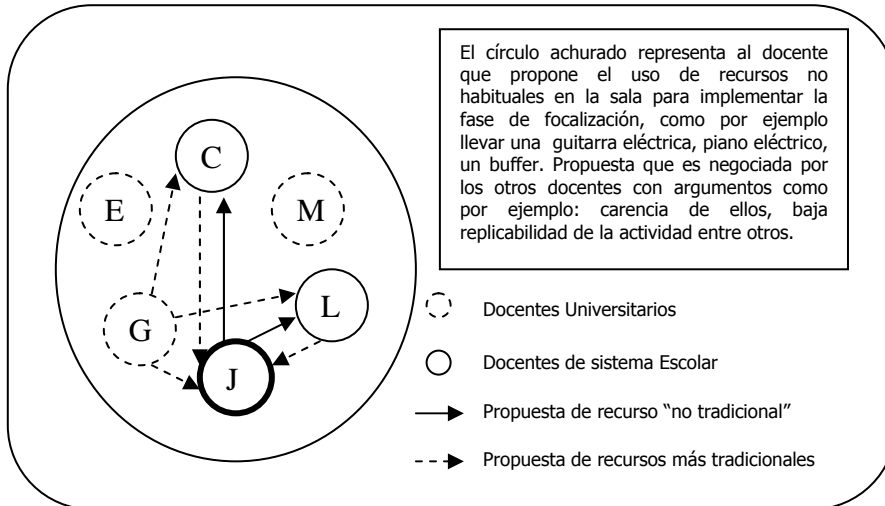 El círculo achurado representa al docente
que propone el uso de recursos no
habituales en la sala para implementar la
fase de focalización, como por ejemplo
llevar una guitarra eléctrica, piano eléctrico,
un buffer. Propuesta que es negociada por
los otros docentes con argumentos como
por ejemplo: carencia de ellos, baja
replicabilidad de la actividad entre otros.
C
E
M
G
L
J
Docentes Universitarios
Docentes de sistema Escolar
Propuesta de recurso “no tradicional”
Propuesta de recursos más tradicionales